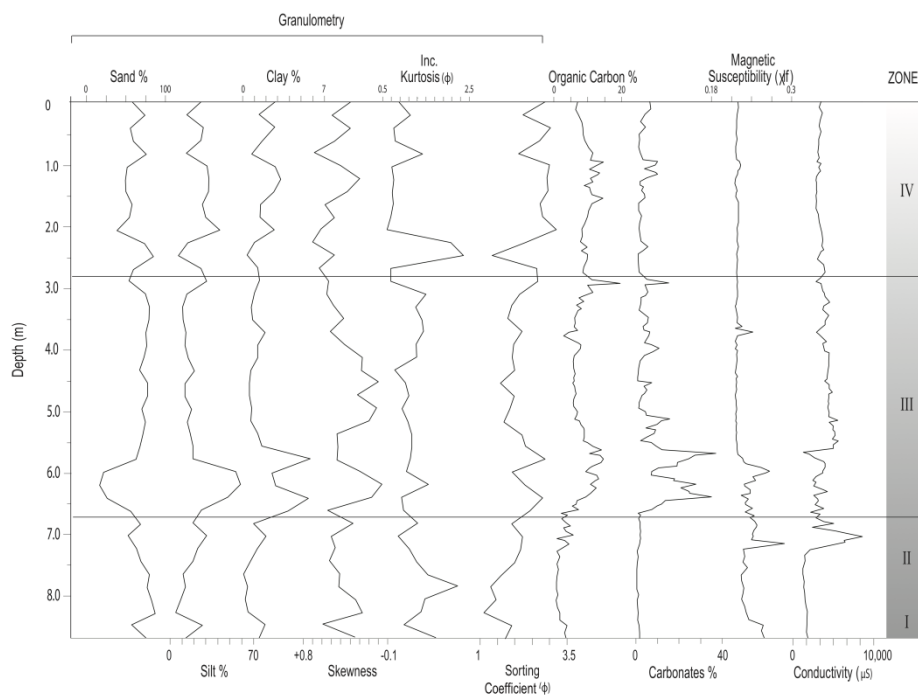 Granulometry
Sand %
Clay %
Inc.
Kurtosis (ϕ)
Organic Carbon %
Magnetic
Susceptibility (χlf)
ZONE
0 100 0 7 0.5 2.5 0 20 0.18 0.3
0
1.0
2.0
3.0
4.0
5.0
6.0
7.0
8.0
Depth (m)
IV
III
II
I
0 70 +0.8 -0.1 1 3.5 0 40 0 10,000
Silt %
Skewness
Sorting
Coefficient (ϕ)
Carbonates %
Conductivity (μS)